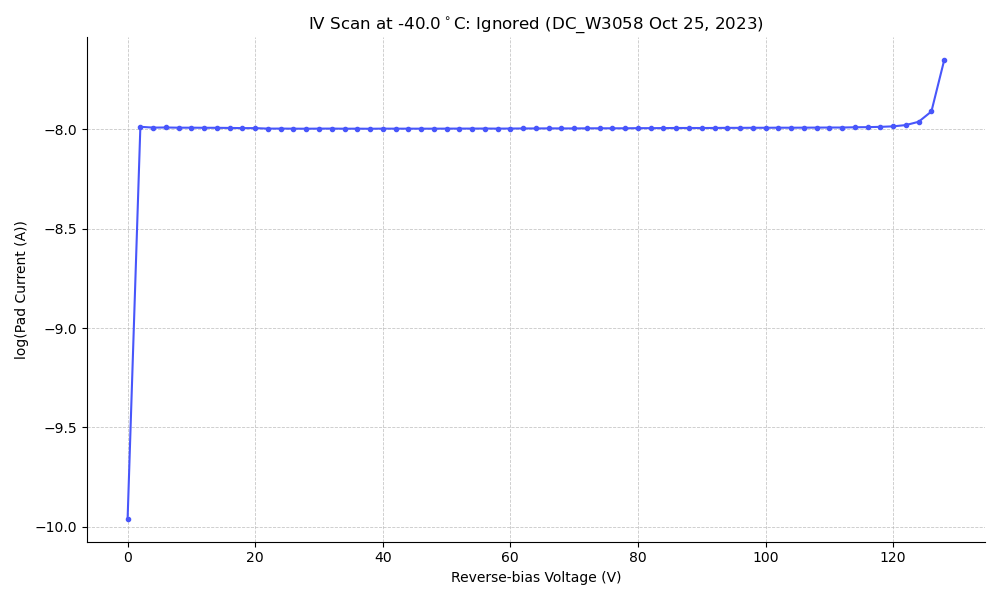 IV Scan at -40.0°C: Ignored (DC_W3058 Oct 25, 2023)
log(Pad Current (A))
−8.0
−8.5
−9.0
−9.5
−10.0
0 20 40 60 80 100 120
Reverse-bias Voltage (V)